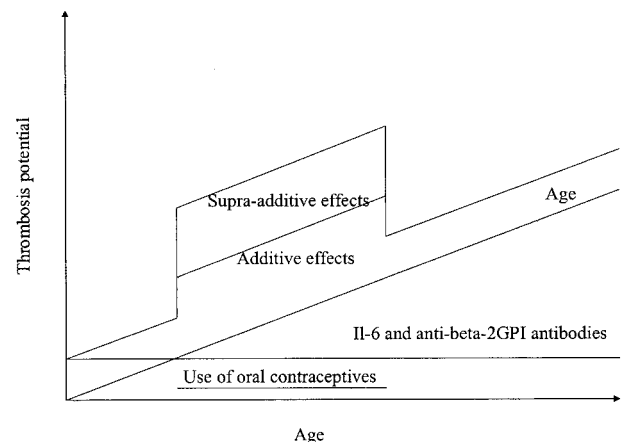 Thrombosis potential
Supra-additive effects
Age
Additive effects
Il-6 and anti-beta-2GPI antibodies
Use of oral contraceptives
Age